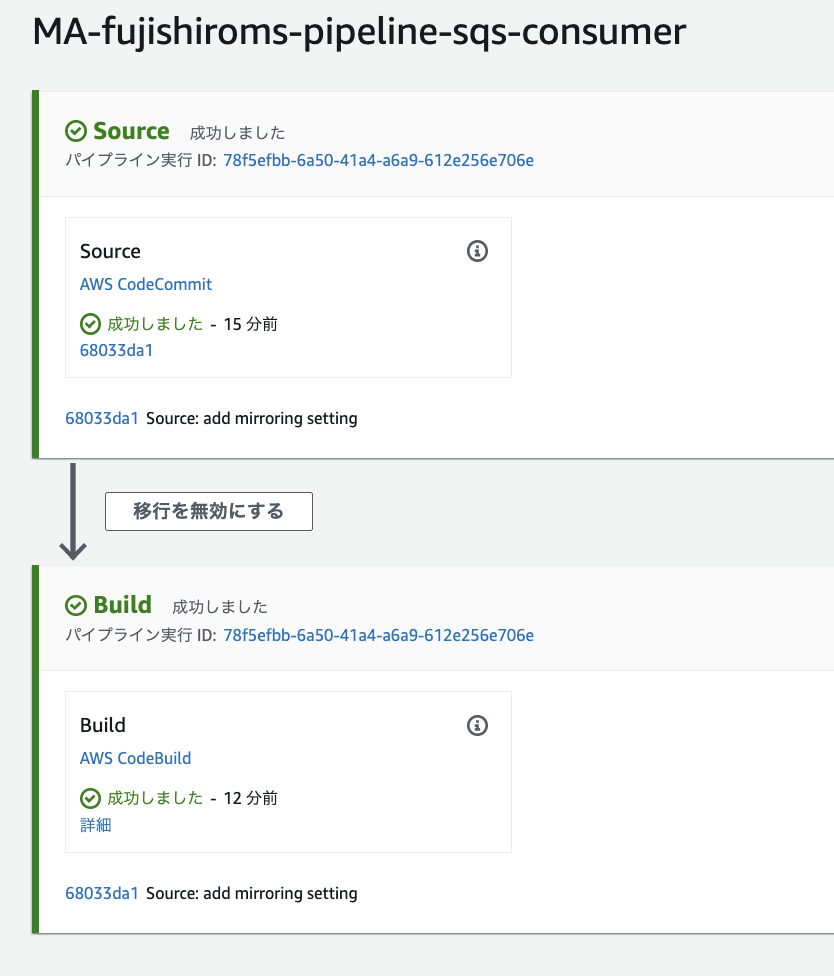 MA-fujishiroms-pipeline-sqs-consumer
Source 成功しました
パイプライン実行 ID: 78f5efbb-6a50-41a4-a6a9-612e256e706e
Source
AWS CodeCommit
成功しました - 15 分前
68033da1
68033da1 Source: add mirroring setting
移行を無効にする
Build 成功しました
パイプライン実行 ID: 78f5efbb-6a50-41a4-a6a9-612e256e706e
Build
AWS CodeBuild
成功しました - 12 分前
詳細
68033da1 Source: add mirroring setting